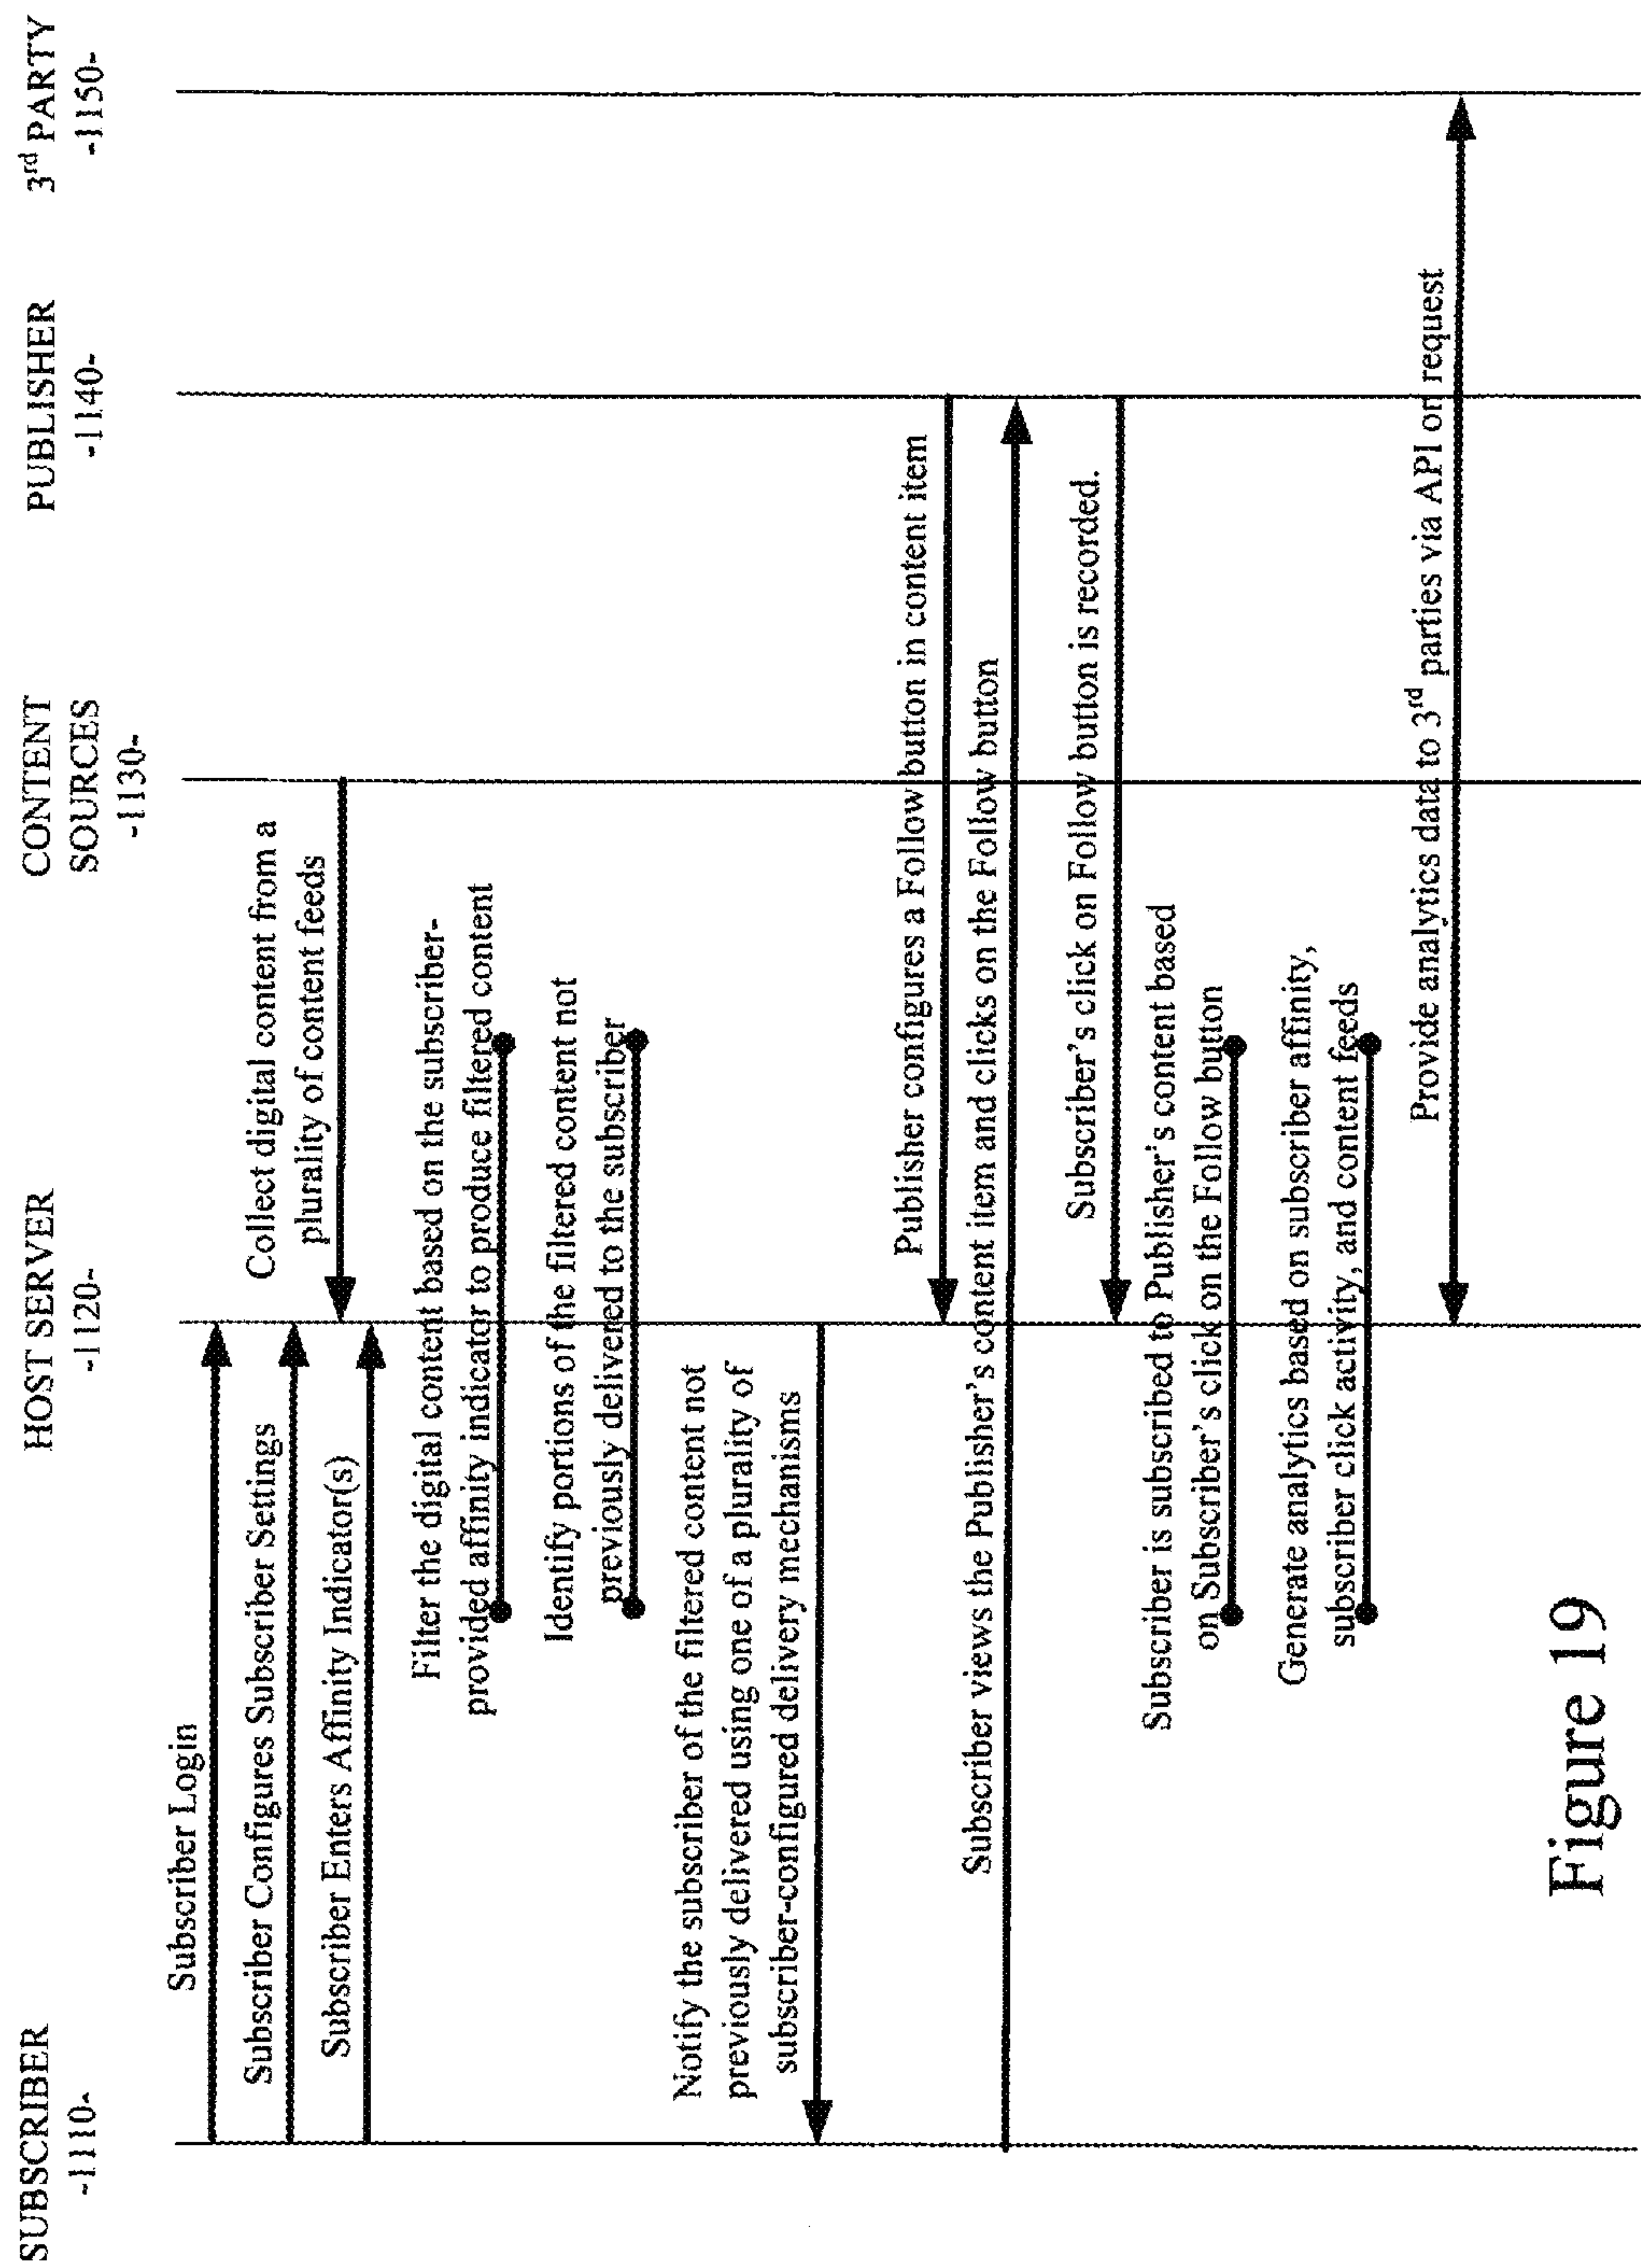 SUBSCRIBER
-1110-
HOST SERVER
-1120-
CONTENT
SOURCES
-1130-
PUBLISHER
-1140-
3rd PARTY
-1150-
Subscriber Login
Subscriber Configures Subscriber Settings
Collect digital content from a
plurality of content feeds
Subscriber Enters Affinity Indicator(s)
Filter the digital content based on the subscriber-
provided affinity indicator to produce filtered content
Identify portions of the filtered content not
previously delivered to the subscriber
Notify the subscriber of the filtered content not
previously delivered using one of a plurality of
subscriber-configured delivery mechanisms
Publisher configures a Follow button in content item
Subscriber views the Publisher's content item and clicks on the Follow button
Subscriber's click on Follow button is recorded.
Subscriber is subscribed to Publisher's content based
on Subscriber's click on the Follow button
Generate analytics based on subscriber affinity,
subscriber click activity, and content feeds
Provide analytics data to 3rd parties via API on request
Figure 19